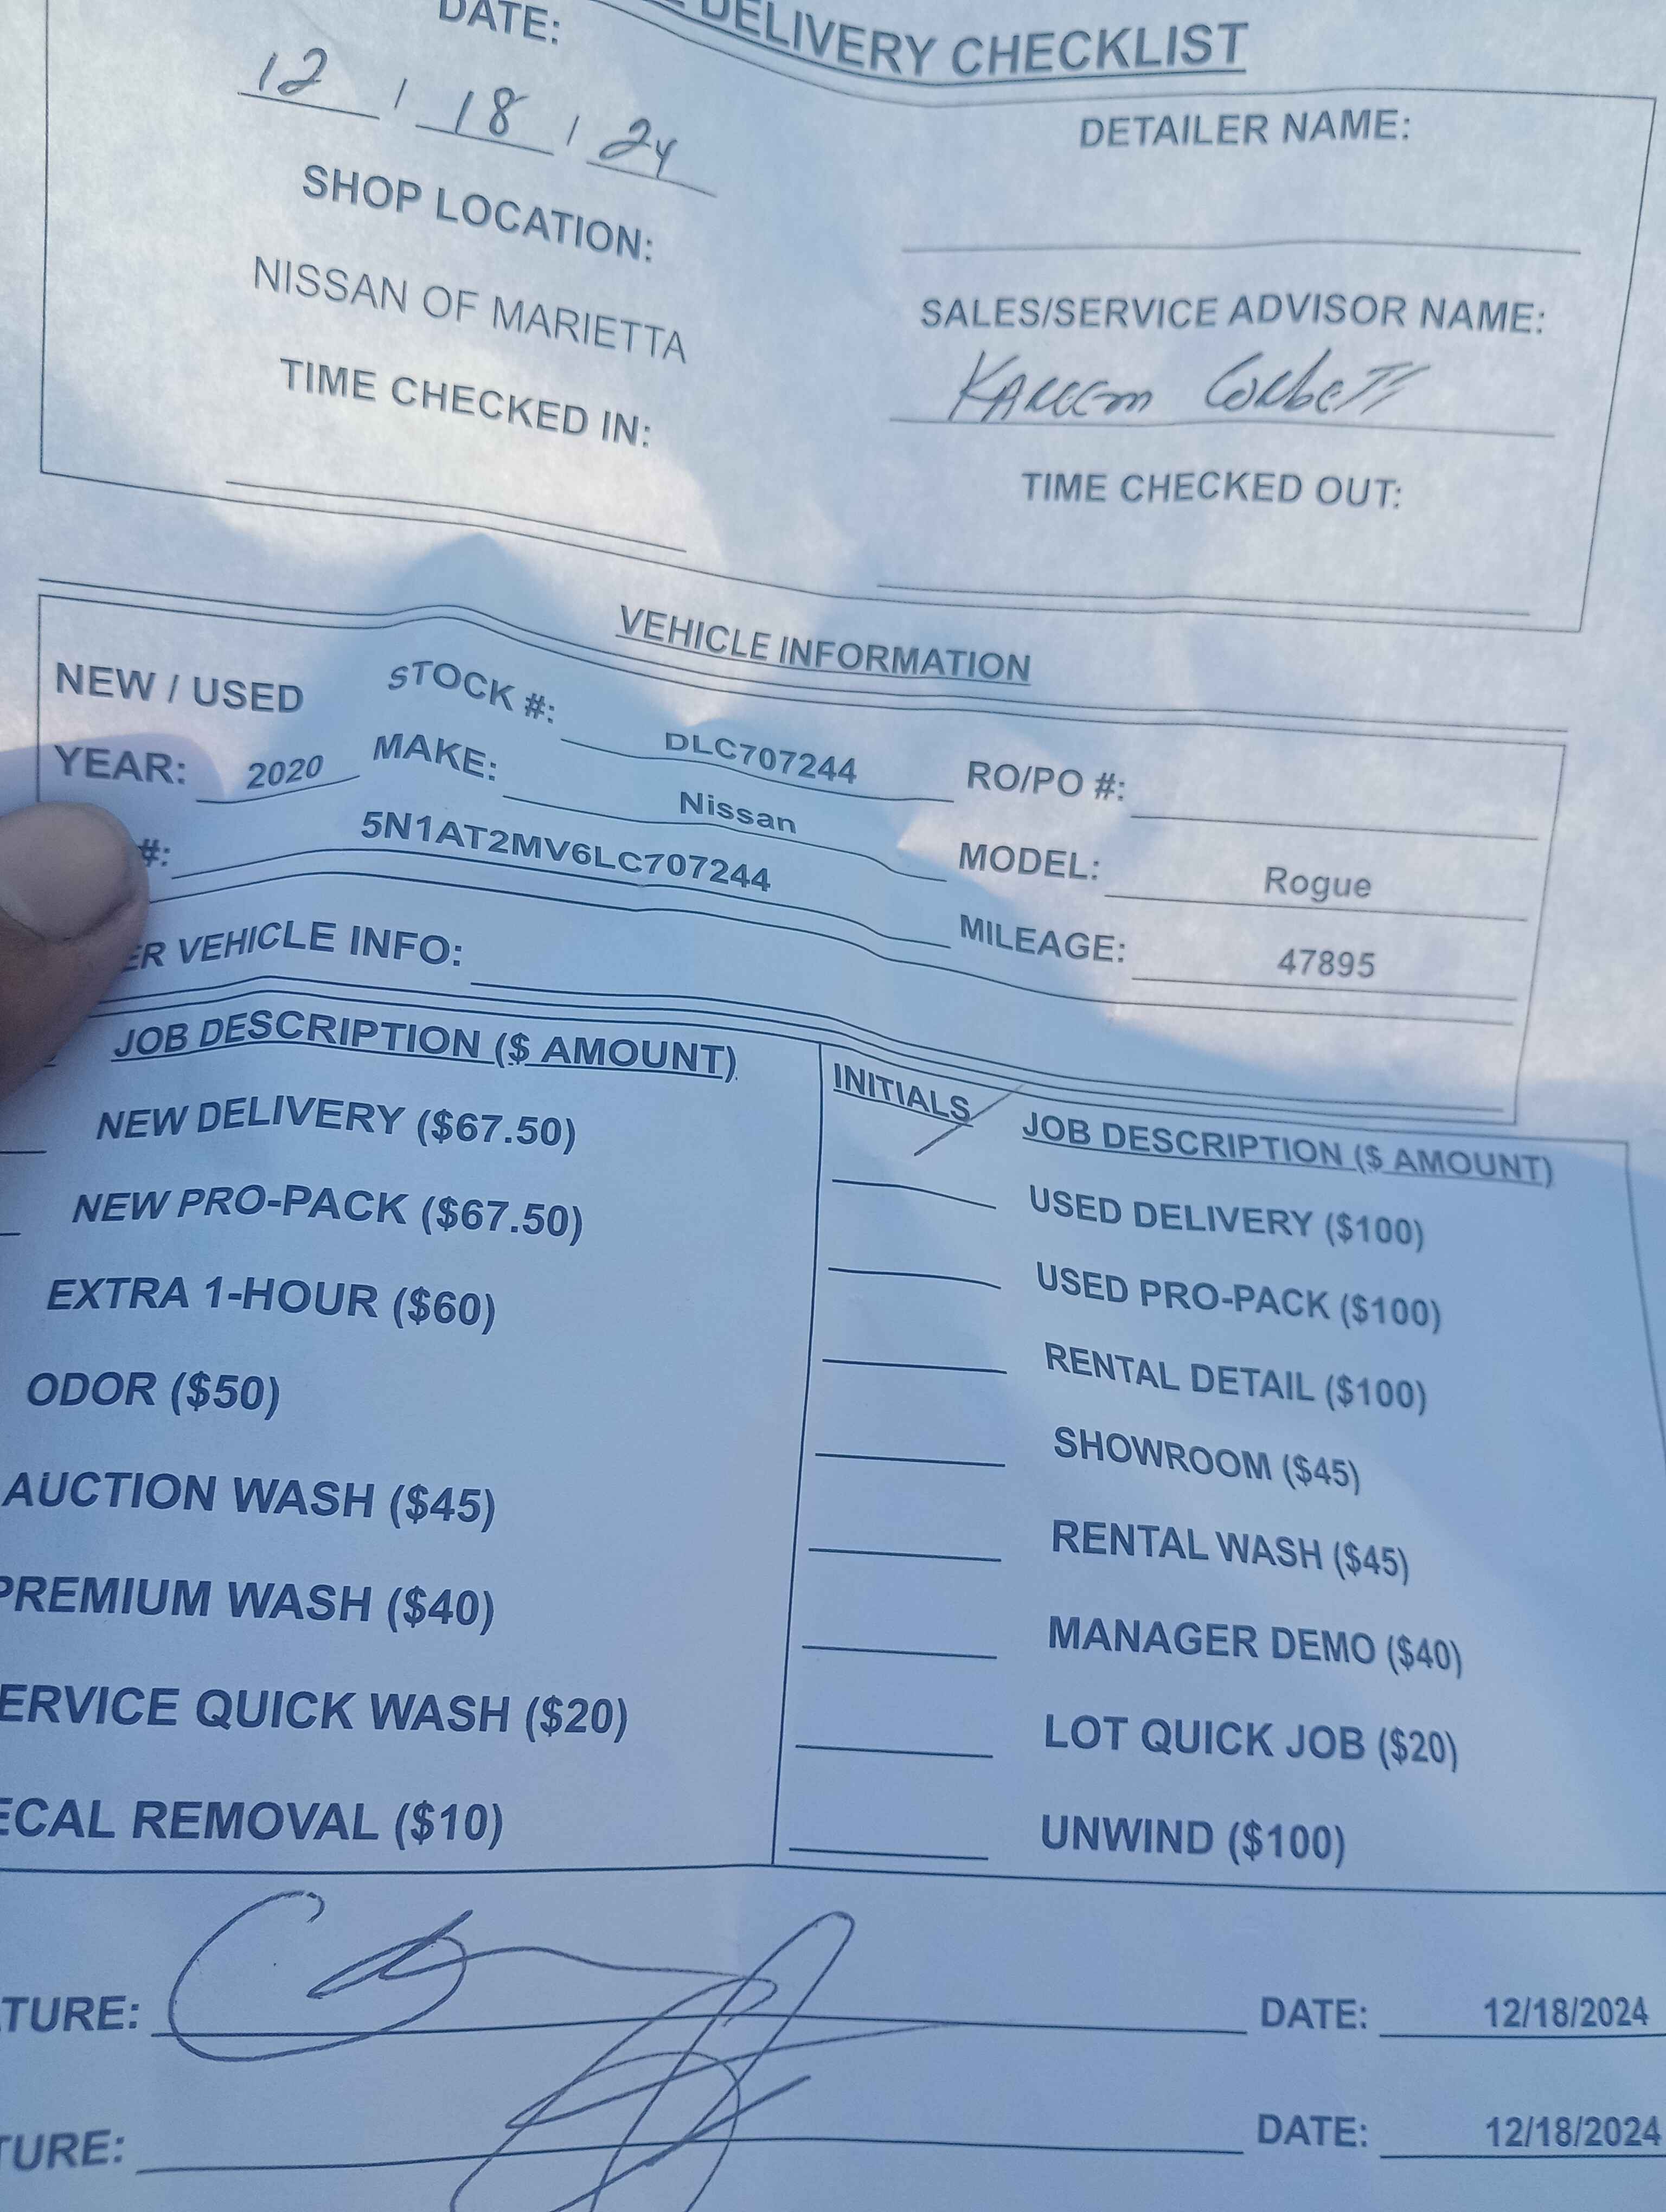 DELIVERY CHECKLIST
DATE:
12 / 18 / 24
DETAILER NAME:
SHOP LOCATION:
NISSAN OF MARIETTA
SALES/SERVICE ADVISOR NAME:
Kareem Corbett
TIME CHECKED IN:
TIME CHECKED OUT:
VEHICLE INFORMATION
NEW / USED STOCK #: DLC707244 RO/PO #:
YEAR: 2020 MAKE: Nissan MODEL: Rogue
#: 5N1AT2MV6LC707244 MILEAGE: 47895
ER VEHICLE INFO:
JOB DESCRIPTION ($ AMOUNT) INITIALS JOB DESCRIPTION ($ AMOUNT)
NEW DELIVERY ($67.50) USED DELIVERY ($100)
NEW PRO-PACK ($67.50) USED PRO-PACK ($100)
EXTRA 1-HOUR ($60) RENTAL DETAIL ($100)
ODOR ($50) SHOWROOM ($45)
AUCTION WASH ($45) RENTAL WASH ($45)
PREMIUM WASH ($40) MANAGER DEMO ($40)
ERVICE QUICK WASH ($20) LOT QUICK JOB ($20)
ECAL REMOVAL ($10) UNWIND ($100)
TURE: DATE: 12/18/2024
TURE: DATE: 12/18/2024